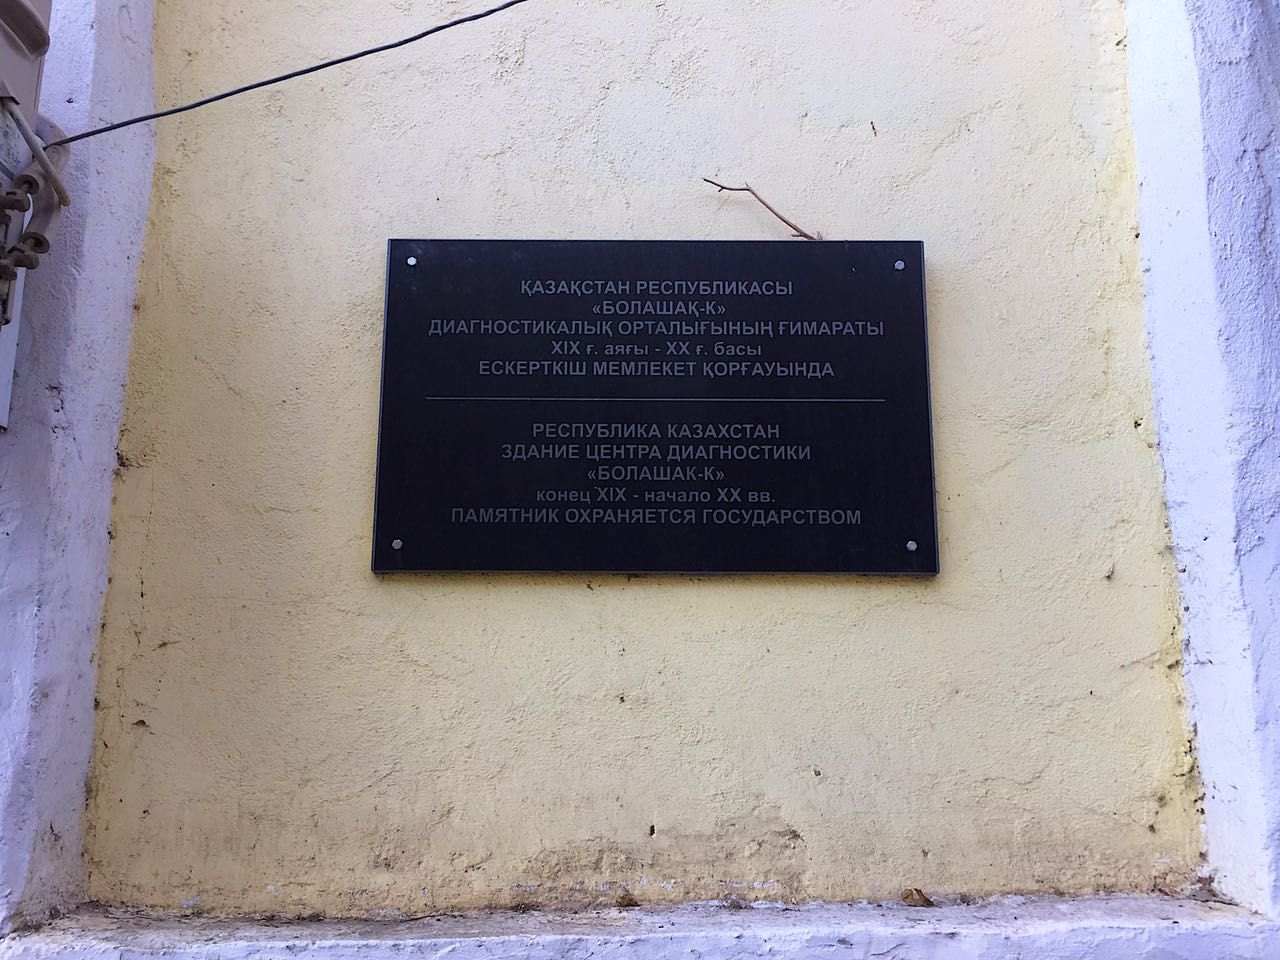 ҚАЗАҚСТАН РЕСПУБЛИКАСЫ
«БОЛАШАҚ-К»
ДИАГНОСТИКАЛЫҚ ОРТАЛЫҒЫНЫҢ ҒИМАРАТЫ
XIX ғ. аяғы - XX ғ. басы
ЕСКЕРТКІШ МЕМЛЕКЕТ ҚОРҒАУЫНДА
РЕСПУБЛИКА КАЗАХСТАН
ЗДАНИЕ ЦЕНТРА ДИАГНОСТИКИ
«БОЛАШАК-К»
конец XIX - начало XX вв.
ПАМЯТНИК ОХРАНЯЕТСЯ ГОСУДАРСТВОМ